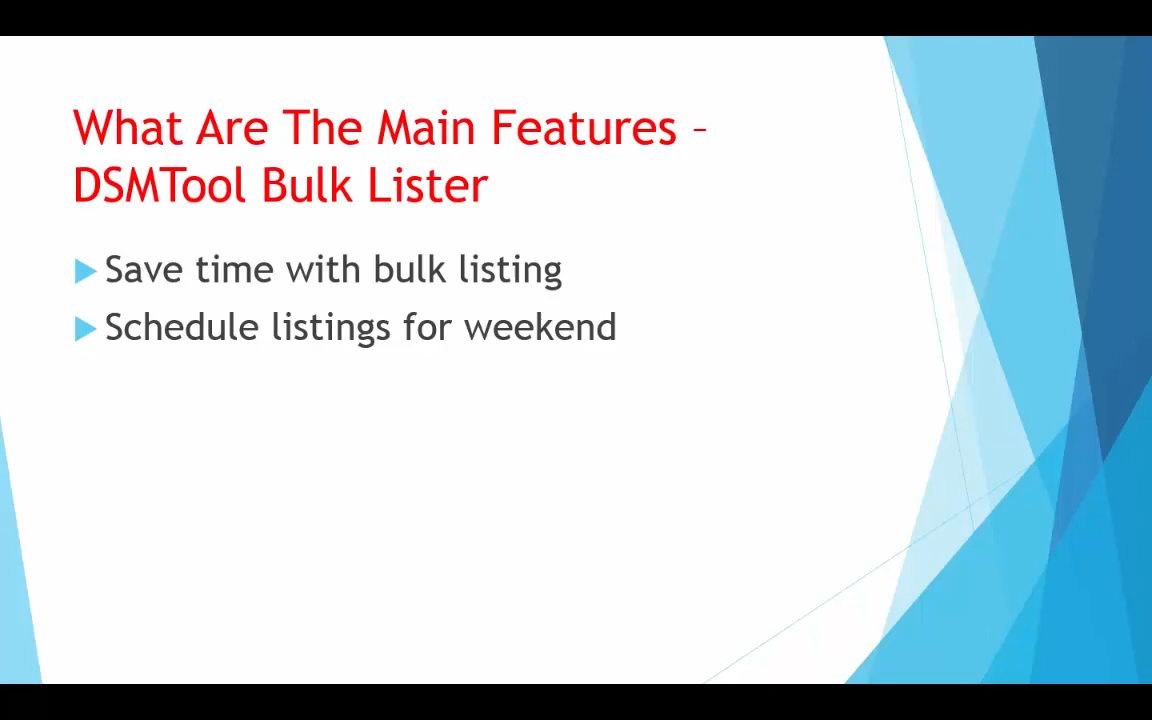 What Are The Main Features –
DSMTool Bulk Lister
Save time with bulk listing
Schedule listings for weekend